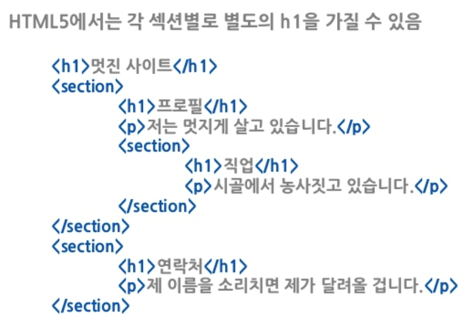 HTML5에서는 각 섹션별로 별도의 h1을 가질 수 있음
<h1>멋진 사이트</h1>
<section>
<h1>프로필</h1>
<p>저는 멋지게 살고 있습니다.</p>
<section>
<h1>직업</h1>
<p>시골에서 농사짓고 있습니다.</p>
</section>
</section>
<section>
<h1>연락처</h1>
<p>제 이름을 소리치면 제가 달려올 겁니다.</p>
</section>